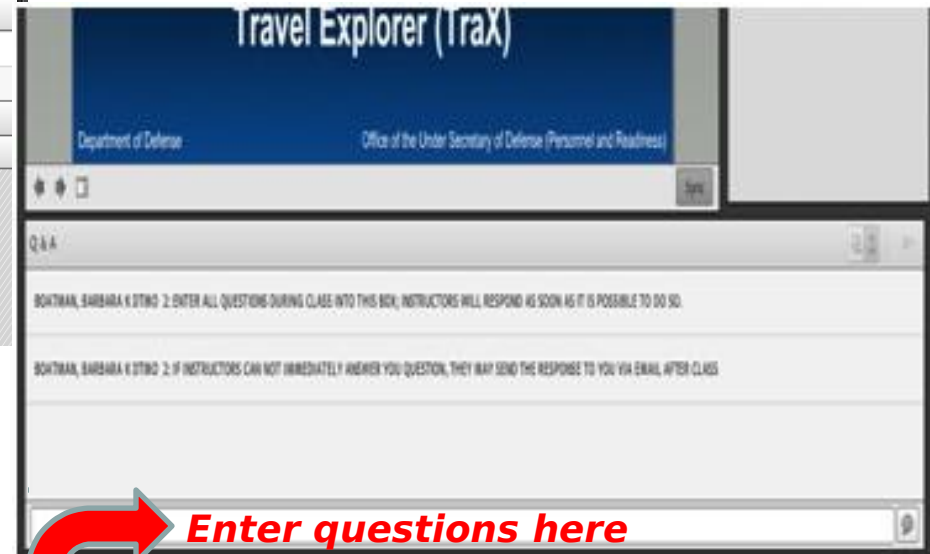 Travel Explorer (TraX)
Department of Defense Office of the Under Secretary of Defense (Personnel and Readiness)
Sync
Q & A
BOATMAN, BARBARA K DTMO 2: ENTER ALL QUESTIONS DURING CLASS INTO THIS BOX; INSTRUCTORS WILL RESPOND AS SOON AS IT IS POSSIBLE TO DO SO.
BOATMAN, BARBARA K DTMO 2: IF INSTRUCTORS CAN NOT IMMEDIATELY ANSWER YOU QUESTION, THEY MAY SEND THE RESPONSE TO YOU VIA EMAIL AFTER CLASS
Enter questions here